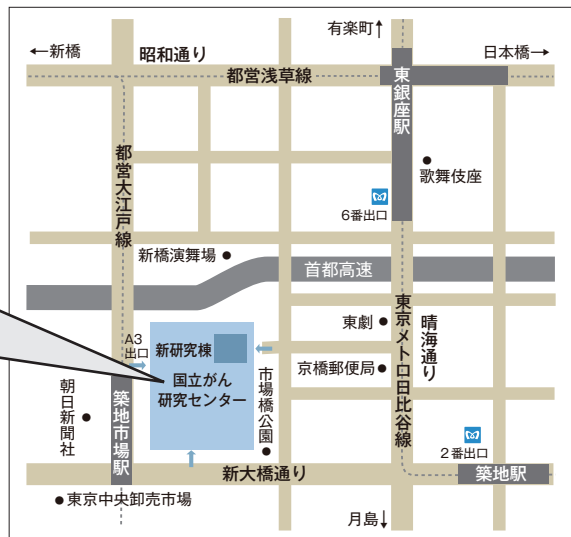 有楽町↑
←新橋
昭和通り
日本橋→
都営浅草線
東銀座駅
都営大江戸線
歌舞伎座
6番出口
新橋演舞場
首都高速
東京メトロ日比谷線
晴海通り
東劇
A3
出口
新研究棟
京橋郵便局
国立がん
研究センター
市場橋公園
朝日新聞社
築地市場駅
2番出口
新大橋通り
築地駅
東京中央卸売市場
月島↓